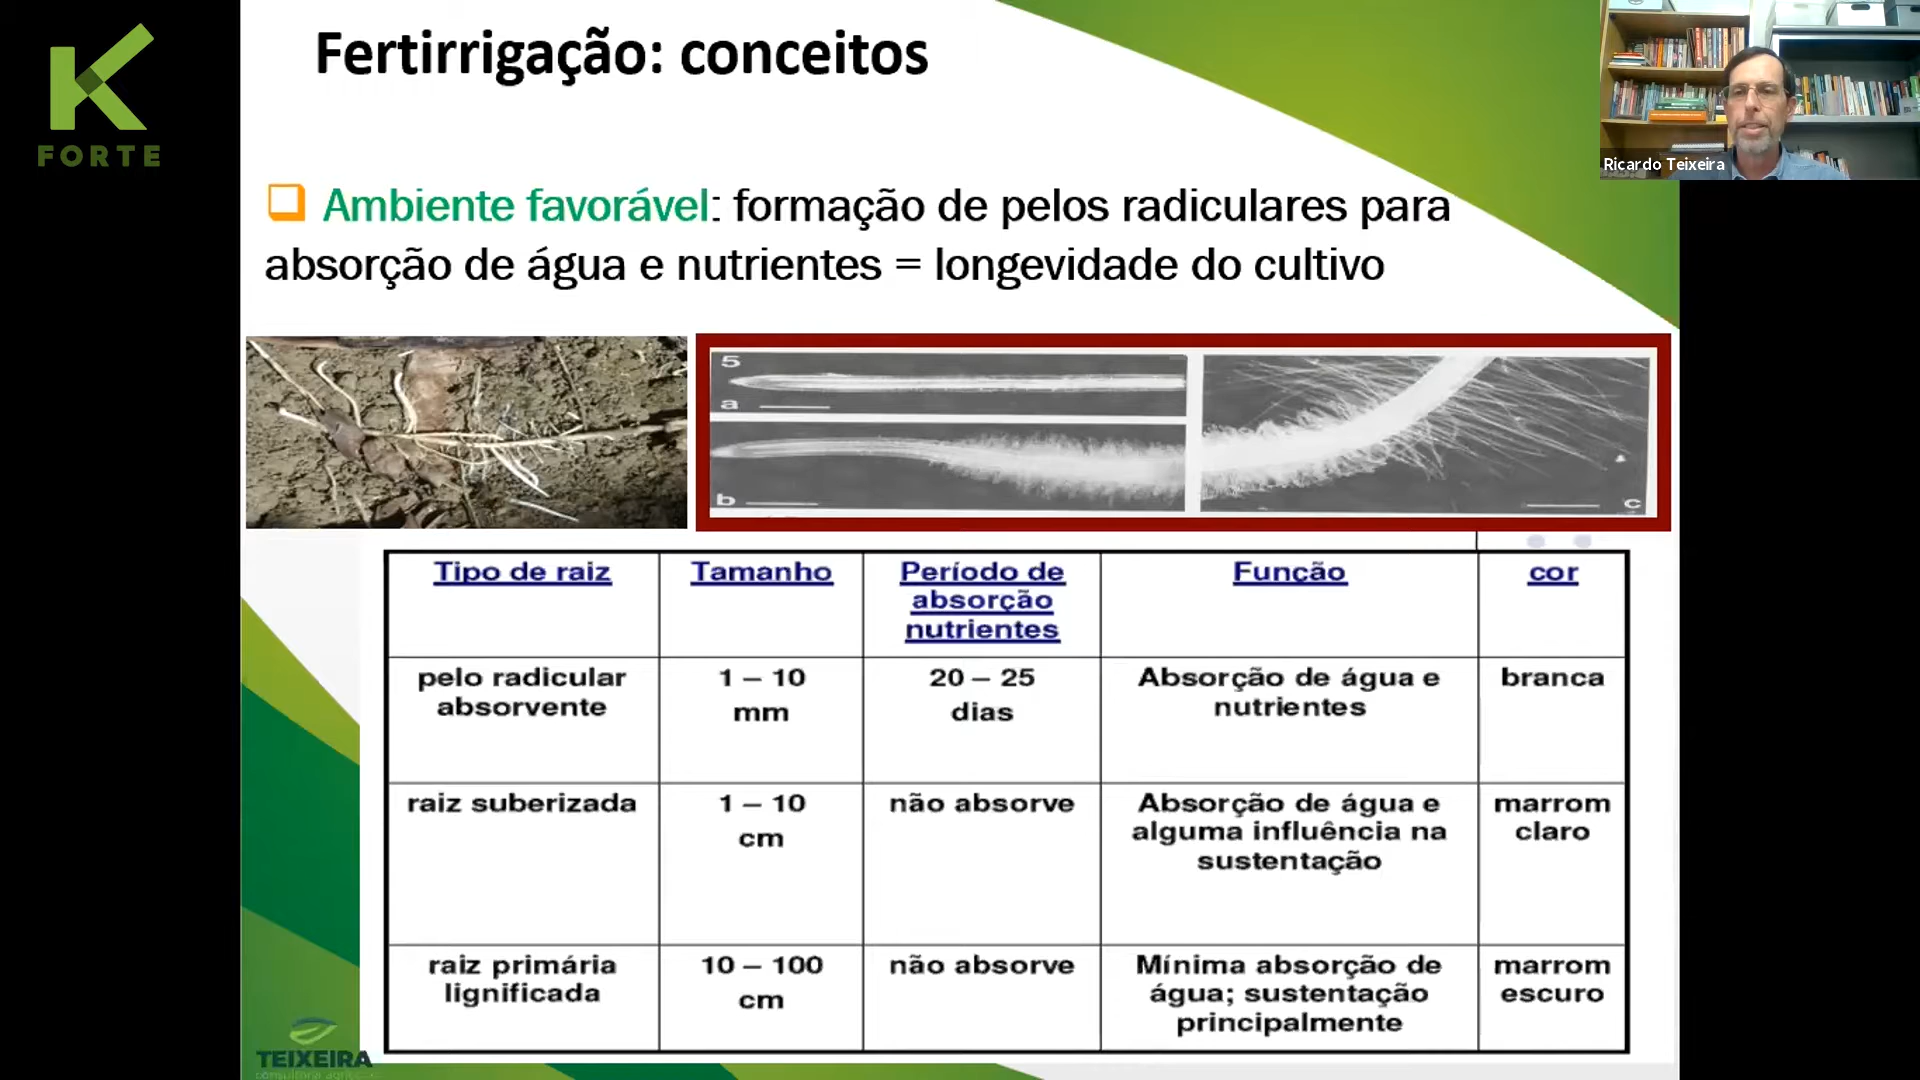 K
FORTE
Fertirrigação: conceitos
Ricardo Teixeira
Ambiente favorável: formação de pelos radiculares para
absorção de água e nutrientes = longevidade do cultivo
5
a
b
c
Tipo de raiz
Tamanho
Período de
absorção
nutrientes
Função
cor
pelo radicular
absorvente
1 – 10
mm
20 – 25
dias
Absorção de água e
nutrientes
branca
raiz suberizada
1 – 10
cm
não absorve
Absorção de água e
alguma influência na
sustentação
marrom
claro
raiz primária
lignificada
10 – 100
cm
não absorve
Mínima absorção de
água; sustentação
principalmente
marrom
escuro
TEIXEIRA